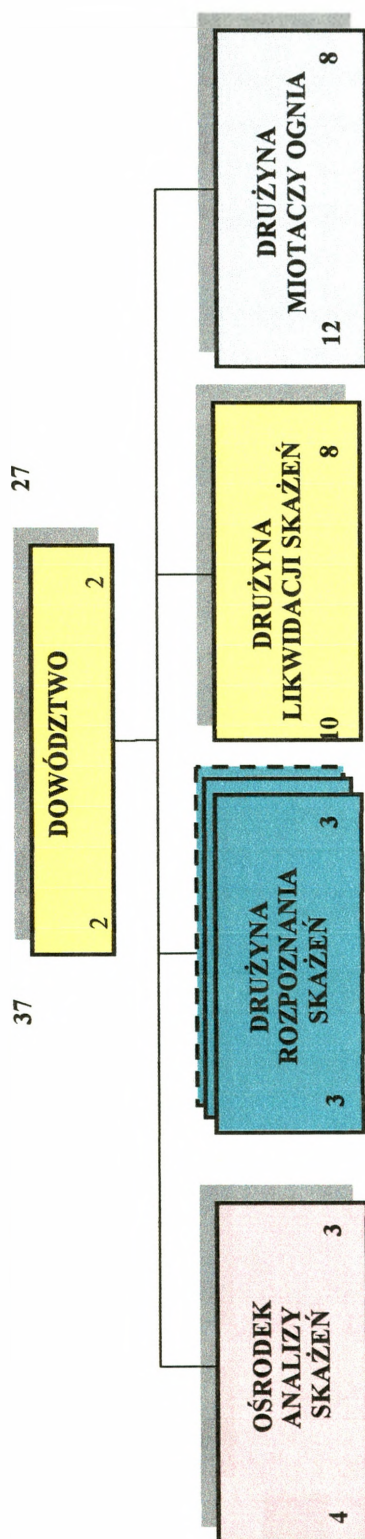 37
27
DOWÓDZTWO
2
2
OŚRODEK
ANALIZY
SKAŻEŃ
4
3
DRUŻYNA
ROZPOZNANIA
SKAŻEŃ
3
3
DRUŻYNA
LIKWIDACJI SKAŻEŃ
10
8
DRUŻYNA
MIOTACZY OGNIA
12
8